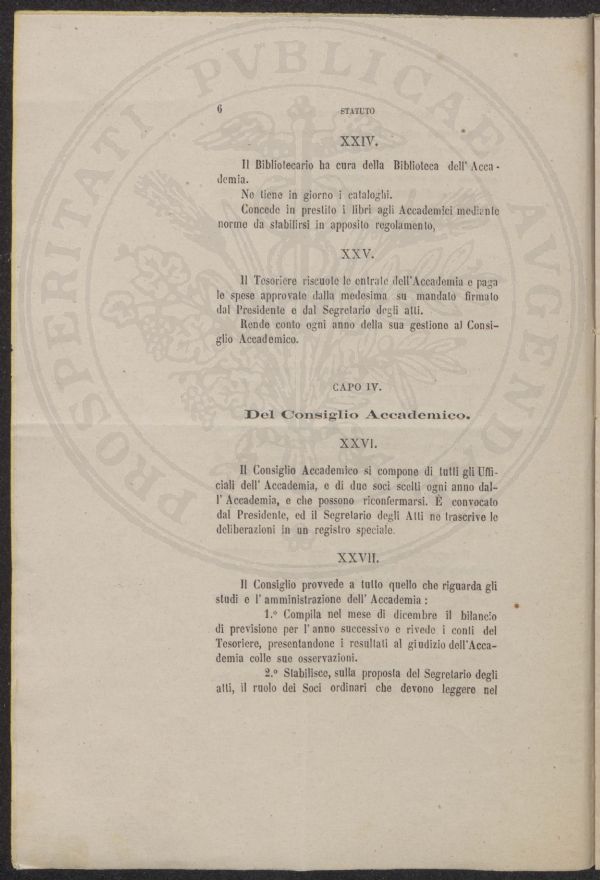 6 STATUTO
XXIV.
Il Bibliotecario ha cura della Biblioteca dell' Acca-
demia.
Ne tiene in giorno i cataloghi.
Concede in prestito i libri agli Accademici mediante
norme da stabilirsi in apposito regolamento,
XXV.
Il Tesoriere riscuote le entrate dell'Accademia e paga
le spese approvate dalla medesima su mandato firmato
dal Presidente e dal Segretario degli atti.
Rende conto ogni anno della sua gestione al Consi-
glio Accademico.
CAPO IV.
Del Consiglio Accademico.
XXVI.
Il Consiglio Accademico si compone di tutti gli Uffi-
ciali dell' Accademia, e di due soci scelti ogni anno dal-
l' Accademia, e che possono riconfermarsi. È convocato
dal Presidente, ed il Segretario degli Atti ne trascrive le
deliberazioni in un registro speciale.
XXVII.
Il Consiglio provvede a tutto quello che riguarda gli
studi e l' amministrazione dell' Accademia :
1.º Compila nel mese di dicembre il bilancio
di previsione per l' anno successivo e rivede i conti del
Tesoriere, presentandone i resultati al giudizio dell'Acca-
demia colle sue osservazioni.
2.º Stabilisce, sulla proposta del Segretario degli
atti, il ruolo dei Soci ordinari che devono leggere nel
PROSPERITATI PVBLICAE AVGENDAE